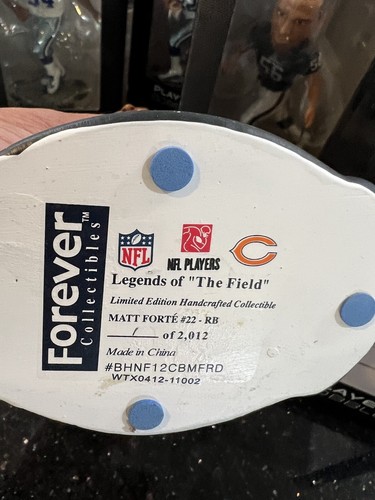 Forever
Collectibles™
NFL
NFL PLAYERS
Legends of "The Field"
Limited Edition Handcrafted Collectible
MATT FORTÉ #22 - RB
of 2,012
Made in China
#BHNF12CBMFRD
WTX0412-11002